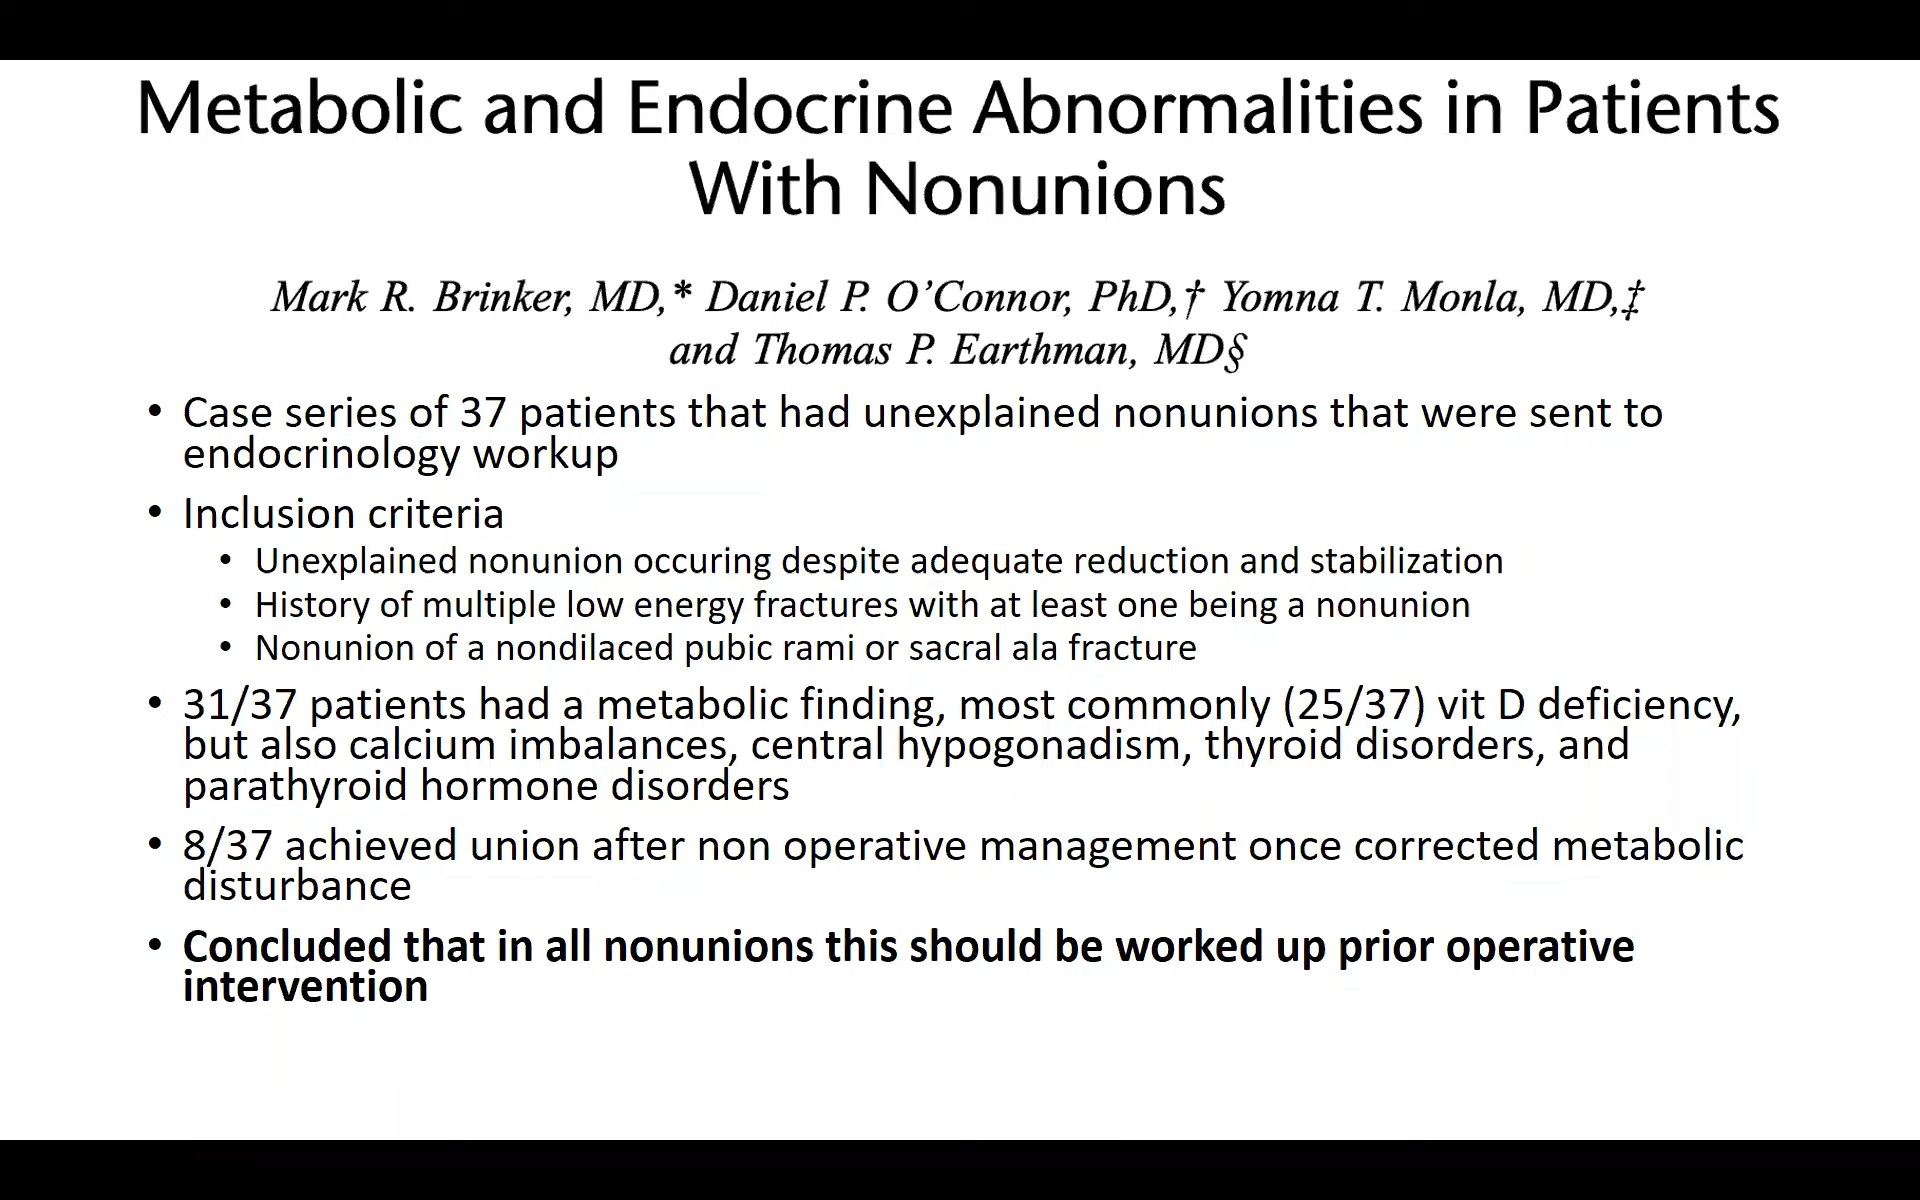 Metabolic and Endocrine Abnormalities in Patients
With Nonunions
Mark R. Brinker, MD,* Daniel P. O’Connor, PhD,† Yomna T. Monla, MD,‡
and Thomas P. Earthman, MD§
• Case series of 37 patients that had unexplained nonunions that were sent to
endocrinology workup
• Inclusion criteria
• Unexplained nonunion occuring despite adequate reduction and stabilization
• History of multiple low energy fractures with at least one being a nonunion
• Nonunion of a nondilaced pubic rami or sacral ala fracture
• 31/37 patients had a metabolic finding, most commonly (25/37) vit D deficiency,
but also calcium imbalances, central hypogonadism, thyroid disorders, and
parathyroid hormone disorders
• 8/37 achieved union after non operative management once corrected metabolic
disturbance
• Concluded that in all nonunions this should be worked up prior operative
intervention